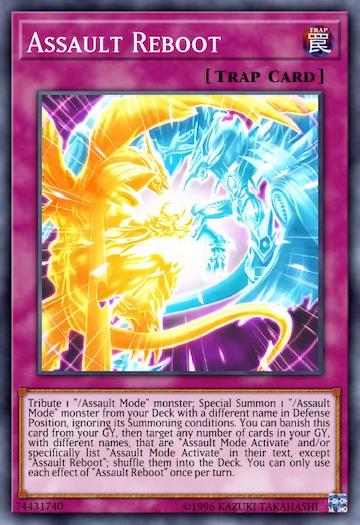 ASSAULT REBOOT
TRAP
罠
[TRAP CARD]
Tribute 1 "/Assault Mode" monster; Special Summon 1 "/Assault
Mode" monster from your Deck with a different name in Defense
Position, ignoring its Summoning conditions. You can banish this
card from your GY, then target any number of cards in your GY,
with different names, that are "Assault Mode Activate" and/or
specifically list "Assault Mode Activate" in their text, except
"Assault Reboot"; shuffle them into the Deck. You can only use
each effect of "Assault Reboot" once per turn.
74431740
©1996 KAZUKI TAKAHASHI